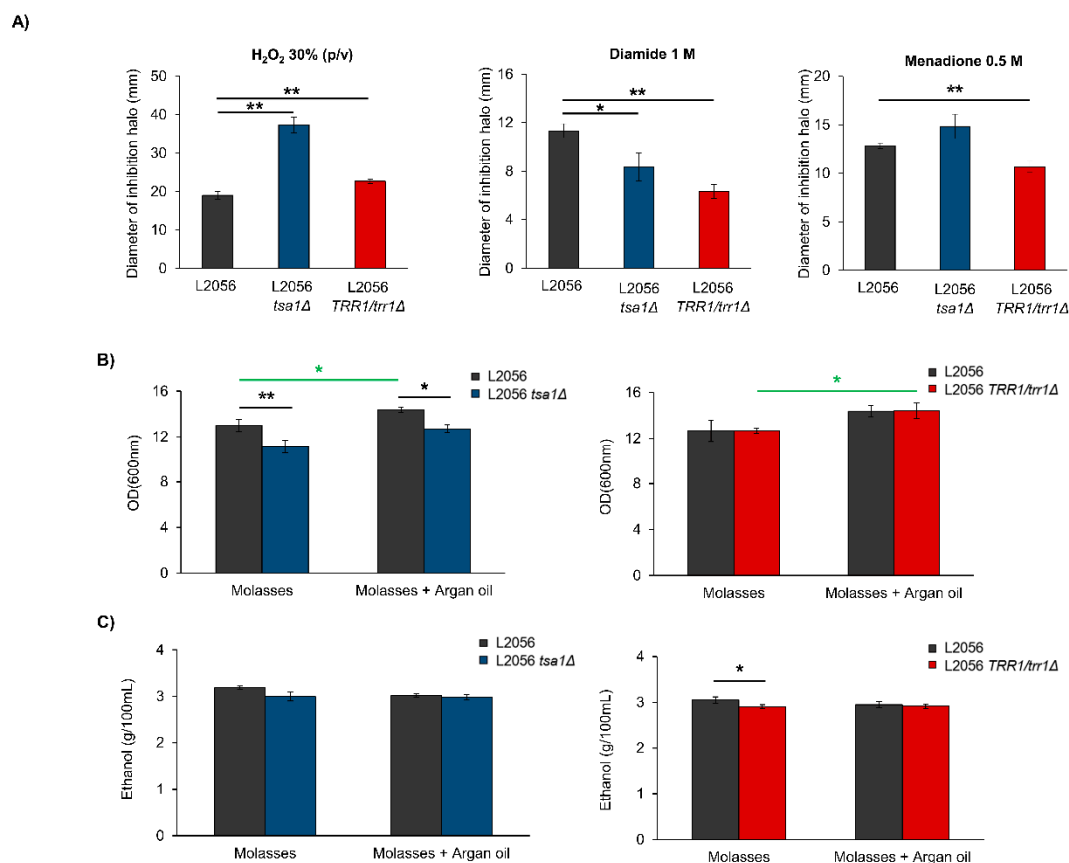 A)
H₂O₂ 30% (p/v)
Diameter of inhibition halo (mm)
50
40
30
20
10
0
**
**
L2056
L2056
tsa1Δ
L2056
TRR1/trr1Δ
Diamide 1 M
Diameter of inhibition halo (mm)
16
12
8
4
0
**
*
L2056
L2056
tsa1Δ
L2056
TRR1/trr1Δ
Menadione 0.5 M
Diameter of inhibition halo (mm)
20
15
10
5
0
**
L2056
L2056
tsa1Δ
L2056
TRR1/trr1Δ
B)
L2056
L2056 tsa1Δ
OD(600nm)
16
12
8
4
0
*
**
*
Molasses
Molasses + Argan oil
L2056
L2056 TRR1/trr1Δ
OD(600nm)
16
12
8
4
0
*
Molasses
Molasses + Argan oil
C)
L2056
L2056 tsa1Δ
Ethanol (g/100mL)
4
3
2
1
0
Molasses
Molasses + Argan oil
L2056
L2056 TRR1/trr1Δ
Ethanol (g/100mL)
4
3
2
1
0
*
Molasses
Molasses + Argan oil